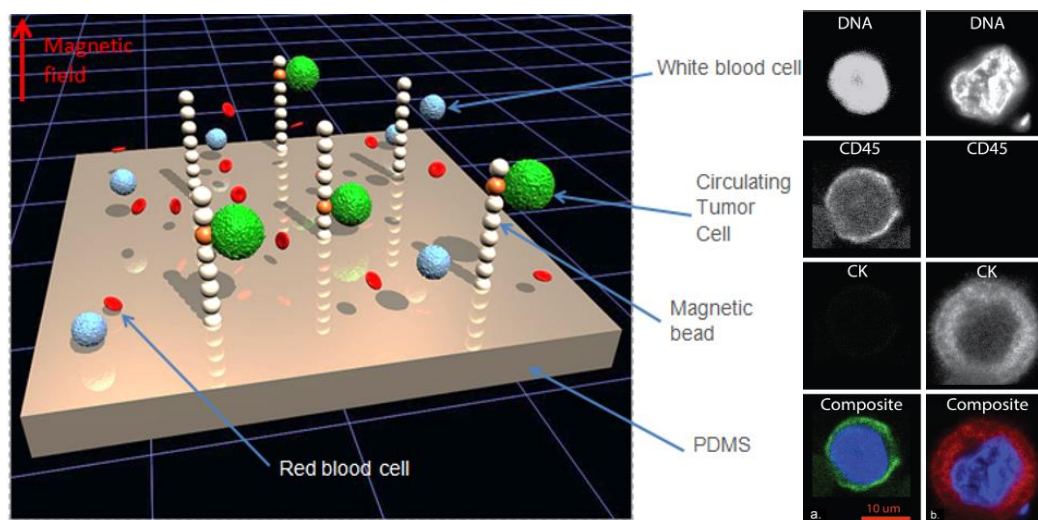 Magnetic
field
White blood cell
Circulating
Tumor
Cell
Magnetic
bead
PDMS
Red blood cell
DNA
DNA
CD45
CD45
CK
CK
Composite
Composite
a.
10 um
b.